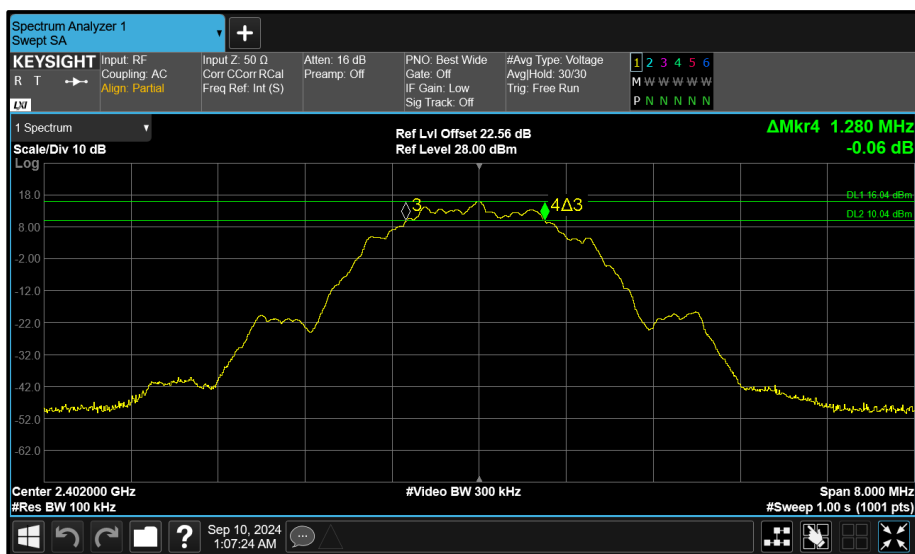 Spectrum Analyzer 1
Swept SA
+
KEYSIGHT
R T
LXI
Input: RF
Coupling: AC
Align: Partial
Input Z: 50 Ω
Corr CCorr RCal
Freq Ref: Int (S)
Atten: 16 dB
Preamp: Off
PNO: Best Wide
Gate: Off
IF Gain: Low
Sig Track: Off
#Avg Type: Voltage
Avg|Hold: 30/30
Trig: Free Run
1 2 3 4 5 6
M W W W W W
P N N N N N
1 Spectrum
Scale/Div 10 dB
Log
Ref Lvl Offset 22.56 dB
Ref Level 28.00 dBm
ΔMkr4 1.280 MHz
-0.06 dB
18.0
DL1 16.04 dBm
3
4Δ3
DL2 10.04 dBm
8.00
-2.00
-12.0
-22.0
-32.0
-42.0
-52.0
-62.0
Center 2.402000 GHz
#Res BW 100 kHz
#Video BW 300 kHz
Span 8.000 MHz
#Sweep 1.00 s (1001 pts)
?
Sep 10, 2024
1:07:24 AM